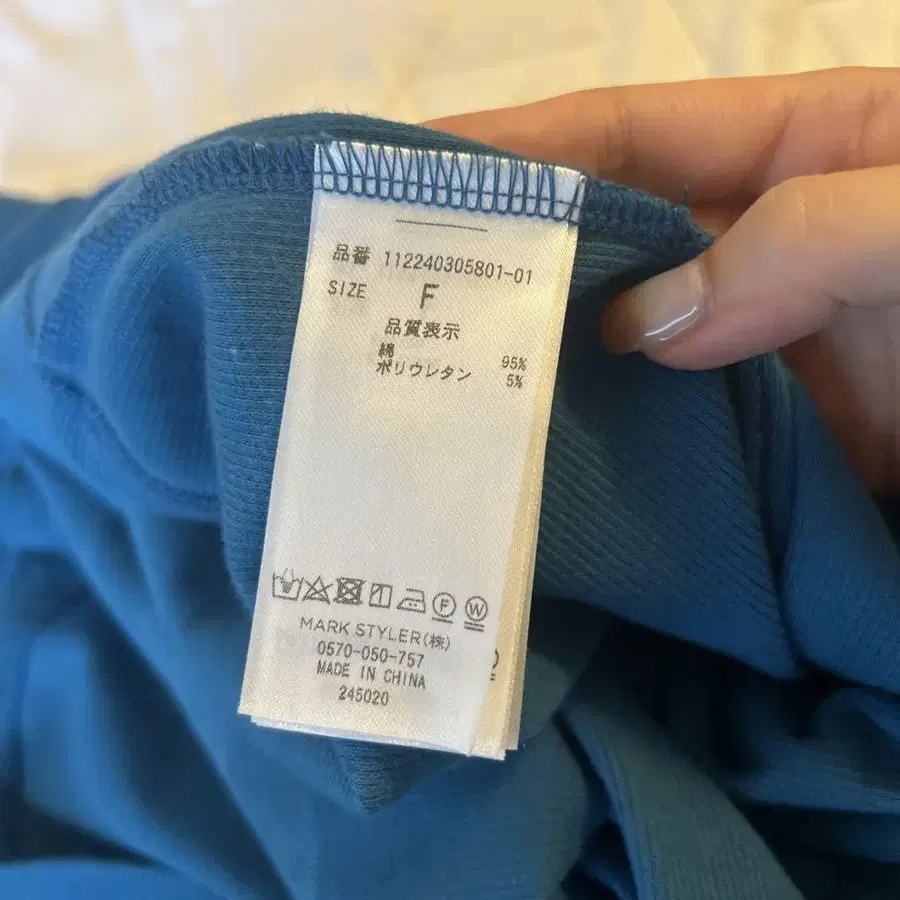 品番 112240305801-01
SIZE F
品質表示
綿 95%
ポリウレタン 5%
F W
MARK STYLER(株)
0570-050-757
MADE IN CHINA
245020